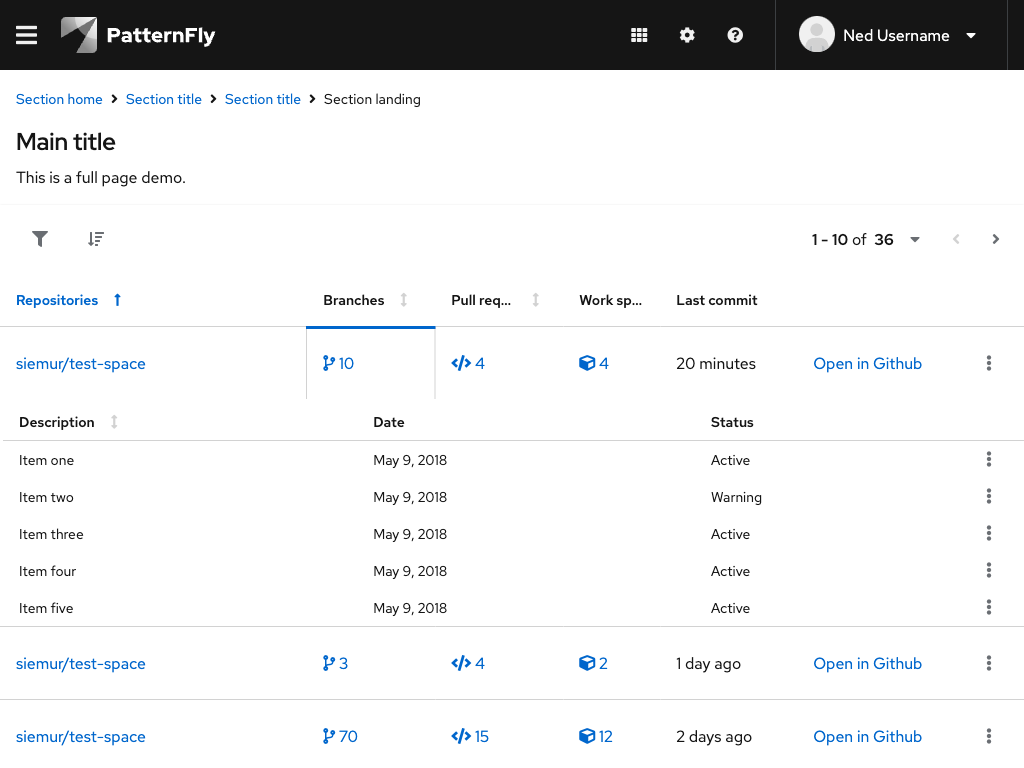 PatternFly Ned Username
Section home Section title Section title Section landing
Main title
This is a full page demo.
1 - 10 of 36
Repositories Branches Pull req... Work sp... Last commit
siemur/test-space 10 4 4 20 minutes Open in Github
Description Date Status
Item one May 9, 2018 Active
Item two May 9, 2018 Warning
Item three May 9, 2018 Active
Item four May 9, 2018 Active
Item five May 9, 2018 Active
siemur/test-space 3 4 2 1 day ago Open in Github
siemur/test-space 70 15 12 2 days ago Open in Github